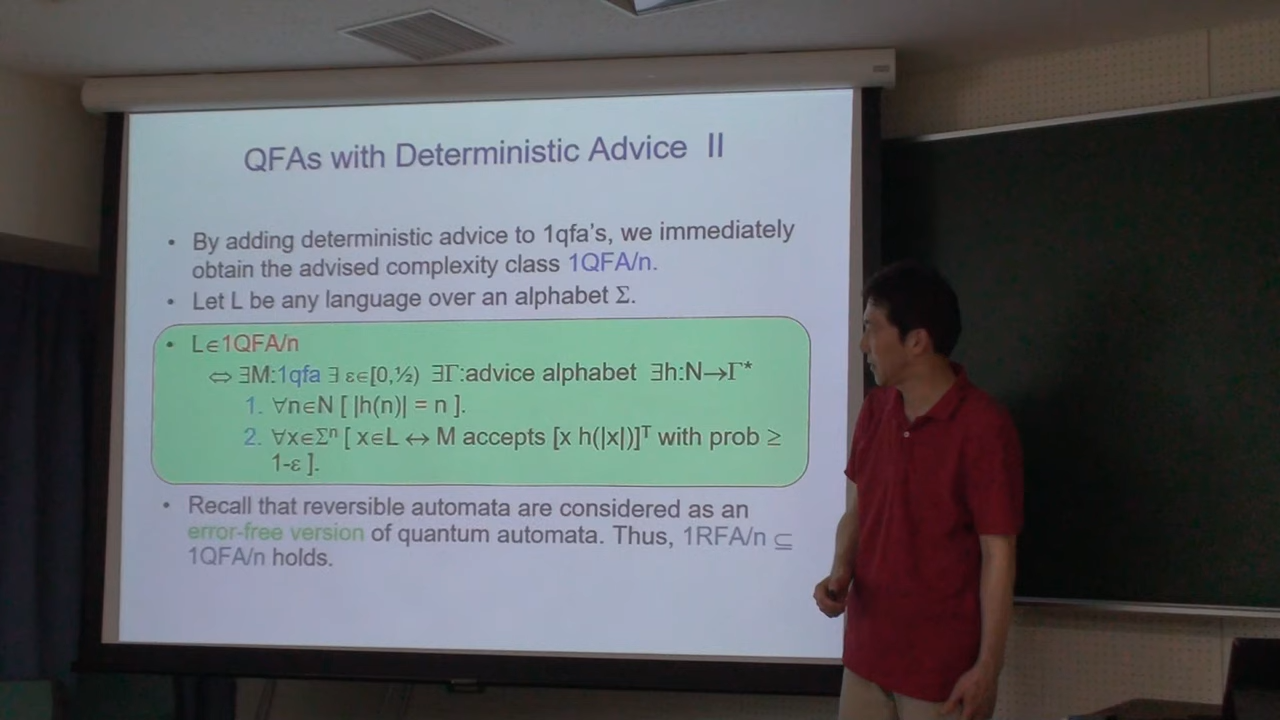 QFAs with Deterministic Advice II
• By adding deterministic advice to 1qfa's, we immediately
obtain the advised complexity class 1QFA/n.
• Let L be any language over an alphabet Σ.
• L∈1QFA/n
⇔ ∃M:1qfa ∃ ε∈[0,½) ∃Γ:advice alphabet ∃h:N→Γ*
1. ∀n∈N [ |h(n)| = n ].
2. ∀x∈Σⁿ [ x∈L ↔ M accepts [x h(|x|)]ᵀ with prob ≥
1-ε ].
• Recall that reversible automata are considered as an
error-free version of quantum automata. Thus, 1RFA/n ⊆
1QFA/n holds.